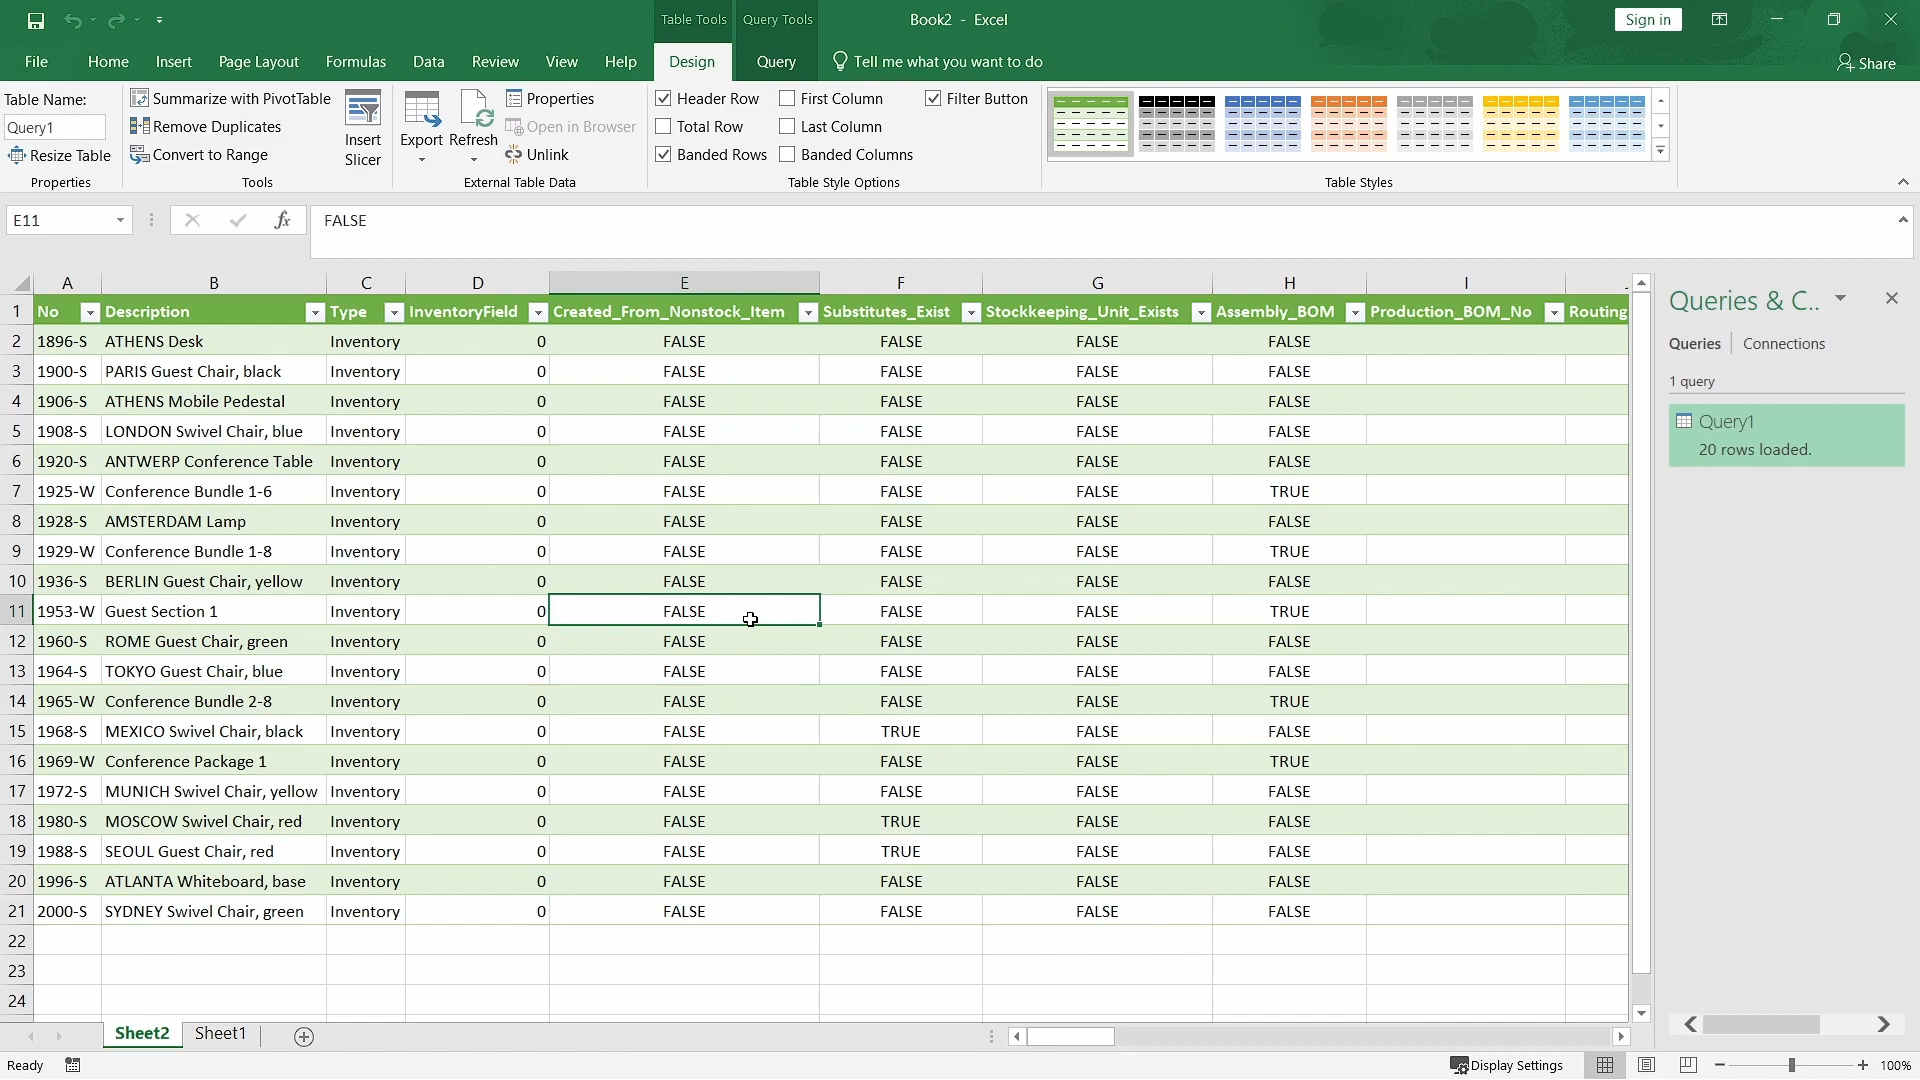 Table Tools Query Tools Book2 - Excel Sign in
File Home Insert Page Layout Formulas Data Review View Help Design Query Tell me what you want to do Share
Table Name: Summarize with PivotTable Properties Header Row First Column Filter Button
Query1 Remove Duplicates Insert Slicer Export Refresh Open in Browser Total Row Last Column
Resize Table Convert to Range Unlink Banded Rows Banded Columns
Properties Tools External Table Data Table Style Options Table Styles
E11 fx FALSE
A B C D E F G H I
1 No Description Type InventoryField Created_From_Nonstock_Item Substitutes_Exist Stockkeeping_Unit_Exists Assembly_BOM Production_BOM_No Routing
2 1896-S ATHENS Desk Inventory 0 FALSE FALSE FALSE FALSE
3 1900-S PARIS Guest Chair, black Inventory 0 FALSE FALSE FALSE FALSE
4 1906-S ATHENS Mobile Pedestal Inventory 0 FALSE FALSE FALSE FALSE
5 1908-S LONDON Swivel Chair, blue Inventory 0 FALSE FALSE FALSE FALSE
6 1920-S ANTWERP Conference Table Inventory 0 FALSE FALSE FALSE FALSE
7 1925-W Conference Bundle 1-6 Inventory 0 FALSE FALSE FALSE TRUE
8 1928-S AMSTERDAM Lamp Inventory 0 FALSE FALSE FALSE FALSE
9 1929-W Conference Bundle 1-8 Inventory 0 FALSE FALSE FALSE TRUE
10 1936-S BERLIN Guest Chair, yellow Inventory 0 FALSE FALSE FALSE FALSE
11 1953-W Guest Section 1 Inventory 0 FALSE FALSE FALSE TRUE
12 1960-S ROME Guest Chair, green Inventory 0 FALSE FALSE FALSE FALSE
13 1964-S TOKYO Guest Chair, blue Inventory 0 FALSE FALSE FALSE FALSE
14 1965-W Conference Bundle 2-8 Inventory 0 FALSE FALSE FALSE TRUE
15 1968-S MEXICO Swivel Chair, black Inventory 0 FALSE TRUE FALSE FALSE
16 1969-W Conference Package 1 Inventory 0 FALSE FALSE FALSE TRUE
17 1972-S MUNICH Swivel Chair, yellow Inventory 0 FALSE FALSE FALSE FALSE
18 1980-S MOSCOW Swivel Chair, red Inventory 0 FALSE TRUE FALSE FALSE
19 1988-S SEOUL Guest Chair, red Inventory 0 FALSE TRUE FALSE FALSE
20 1996-S ATLANTA Whiteboard, base Inventory 0 FALSE FALSE FALSE FALSE
21 2000-S SYDNEY Swivel Chair, green Inventory 0 FALSE FALSE FALSE FALSE
22
23
24
Queries & C..
Queries Connections
1 query
Query1
20 rows loaded.
Sheet2 Sheet1
Ready Display Settings 100%